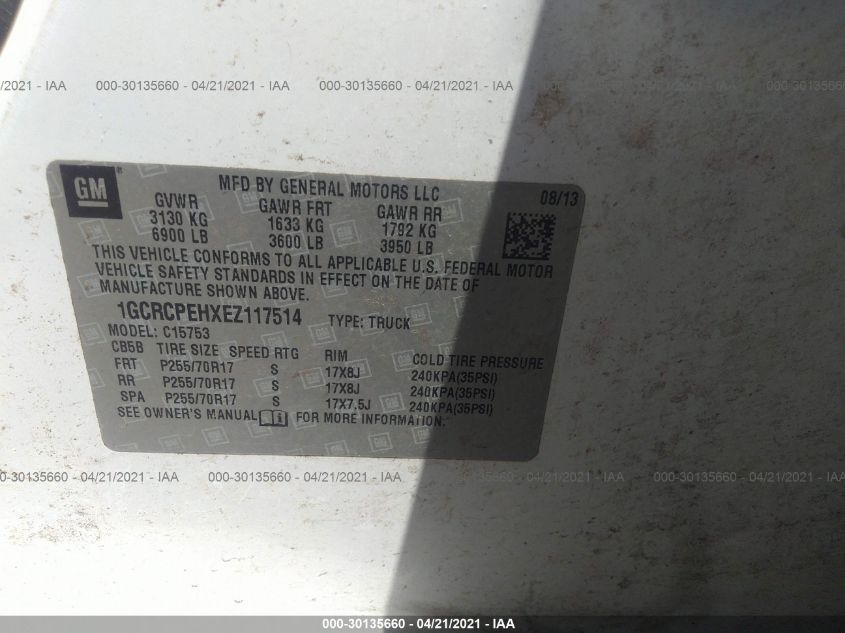 /2021 - IAA 000-30135660 - 04/21/2021 - IAA 000-30135660 - 04/21/2021 - IAA 000-30135660
GM ®
MFD BY GENERAL MOTORS LLC 08/13
GVWR GAWR FRT GAWR RR
3130 KG 1633 KG 1792 KG
6900 LB 3600 LB 3950 LB
THIS VEHICLE CONFORMS TO ALL APPLICABLE U.S. FEDERAL MOTOR
VEHICLE SAFETY STANDARDS IN EFFECT ON THE DATE OF
MANUFACTURE SHOWN ABOVE.
1GCRCPEHXEZ117514 TYPE: TRUCK
MODEL: C15753
CB5B TIRE SIZE SPEED RTG RIM COLD TIRE PRESSURE
FRT P255/70R17 S 17X8J 240KPA(35PSI)
RR P255/70R17 S 17X8J 240KPA(35PSI)
SPA P255/70R17 S 17X7.5J 240KPA(35PSI)
SEE OWNER'S MANUAL FOR MORE INFORMATION.
0-30135660 - 04/21/2021 - IAA 000-30135660 - 04/21/2021 - IAA 000-30135660 - 04/21/2021 - IAA
000-30135660 - 04/21/2021 - IAA